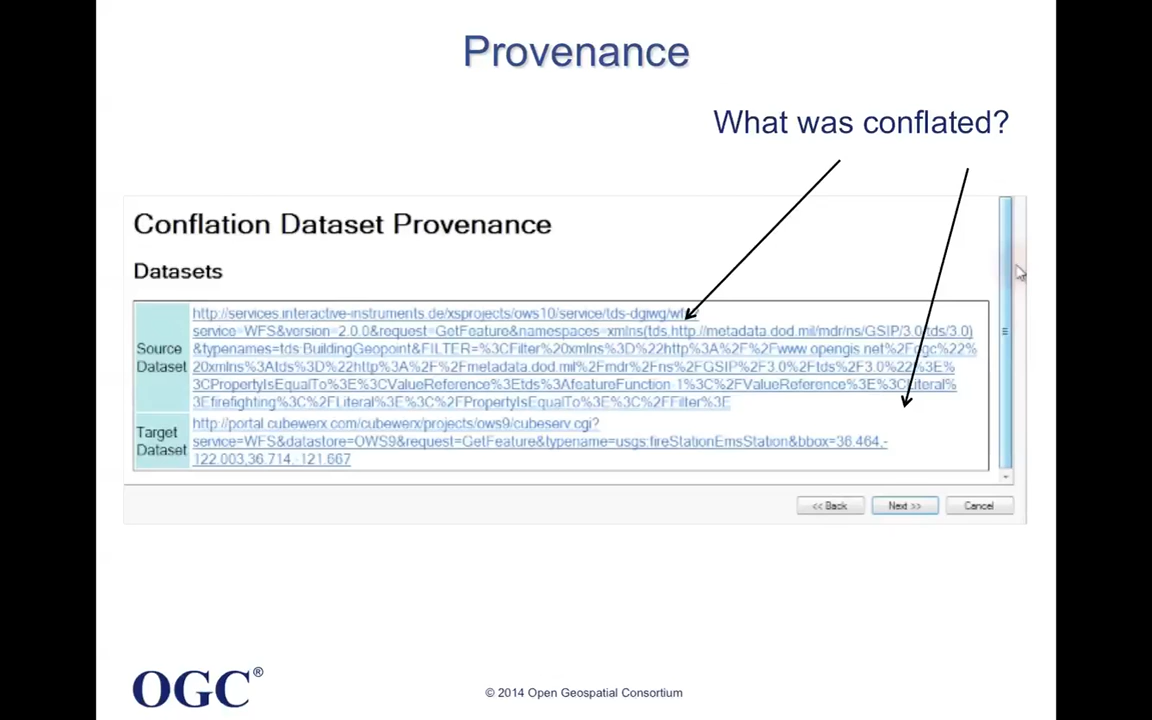 Provenance
What was conflated?
Conflation Dataset Provenance
Datasets
Source Dataset
http://services.interactive-instruments.de/xsprojects/ows10/service/tds-dgiwg/wfs?
service=WFS&version=2.0.0&request=GetFeature&namespaces=xmlns(tds,http://metadata.dod.mil/mdr/ns/GSIP/3.0/tds/3.0)
&typenames=tds:BuildingGeopoint&FILTER=%3CFilter%20xmlns%3D%22http%3A%2F%2Fwww.opengis.net%2Fogc%22%
20xmlns%3Atds%3D%22http%3A%2F%2Fmetadata.dod.mil%2Fmdr%2Fns%2FGSIP%2F3.0%2Ftds%2F3.0%22%3E%
3CPropertyIsEqualTo%3E%3CValueReference%3Etds%3AfeatureFunction-1%3C%2FValueReference%3E%3CLiteral%
3Efirefighting%3C%2FLiteral%3E%3C%2FPropertyIsEqualTo%3E%3C%2FFilter%3E
Target Dataset
http://portal.cubewerx.com/cubewerx/projects/ows9/cubeserv.cgi?
service=WFS&datastore=OWS9&request=GetFeature&typename=usgs:fireStationEmsStation&bbox=36.464,-
122.003,36.714,-121.667
<< Back
Next >>
Cancel
OGC®
© 2014 Open Geospatial Consortium